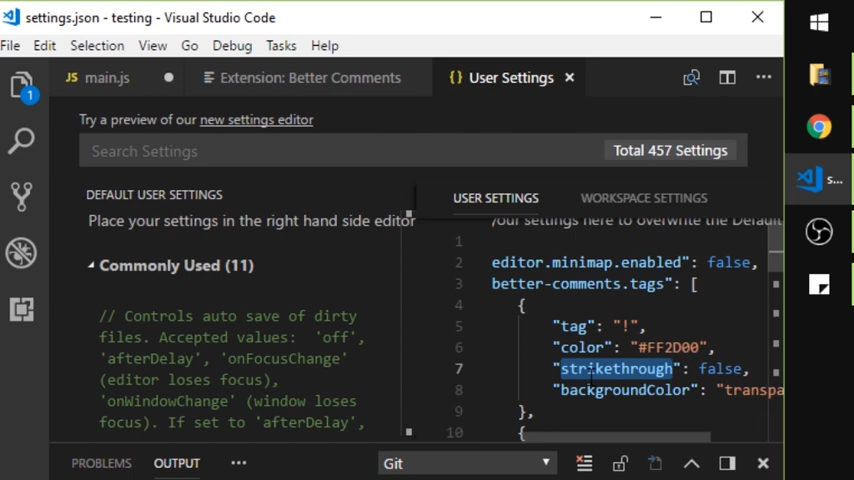 settings.json - testing - Visual Studio Code
File Edit Selection View Go Debug Tasks Help
JS main.js Extension: Better Comments {} User Settings
1
Try a preview of our new settings editor
Search Settings Total 457 Settings
DEFAULT USER SETTINGS
Place your settings in the right hand side editor
Commonly Used (11)
// Controls auto save of dirty
files. Accepted values: 'off',
'afterDelay', 'onFocusChange'
(editor loses focus),
'onWindowChange' (window loses
focus). If set to 'afterDelay',
USER SETTINGS WORKSPACE SETTINGS
your settings here to overwrite the Default
1
2 editor.minimap.enabled": false,
3 better-comments.tags": [
4 {
5 "tag": "!",
6 "color": "#FF2D00",
7 "strikethrough": false,
8 "backgroundColor": "transpa
9 },
10 {
PROBLEMS OUTPUT ••• Git
s...